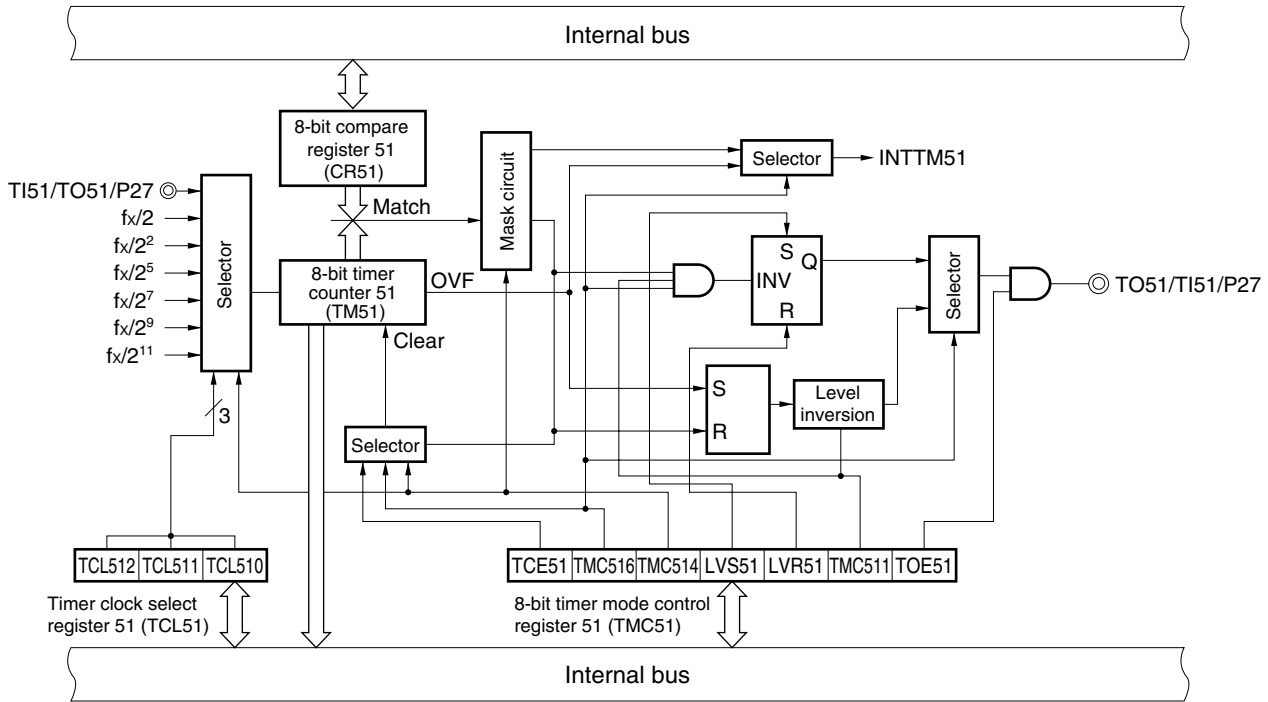 Internal bus
8-bit compare
register 51
(CR51)
Match
Mask circuit
Selector
INTTM51
TI51/TO51/P27
fX/2
fX/2²
fX/2⁵
fX/2⁷
fX/2⁹
fX/2¹¹
Selector
8-bit timer
counter 51
(TM51)
OVF
Clear
S
Q
INV
R
Selector
TO51/TI51/P27
3
Selector
S
R
Level
inversion
TCL512 TCL511 TCL510
Timer clock select
register 51 (TCL51)
TCE51 TMC516 TMC514 LVS51 LVR51 TMC511 TOE51
8-bit timer mode control
register 51 (TMC51)
Internal bus